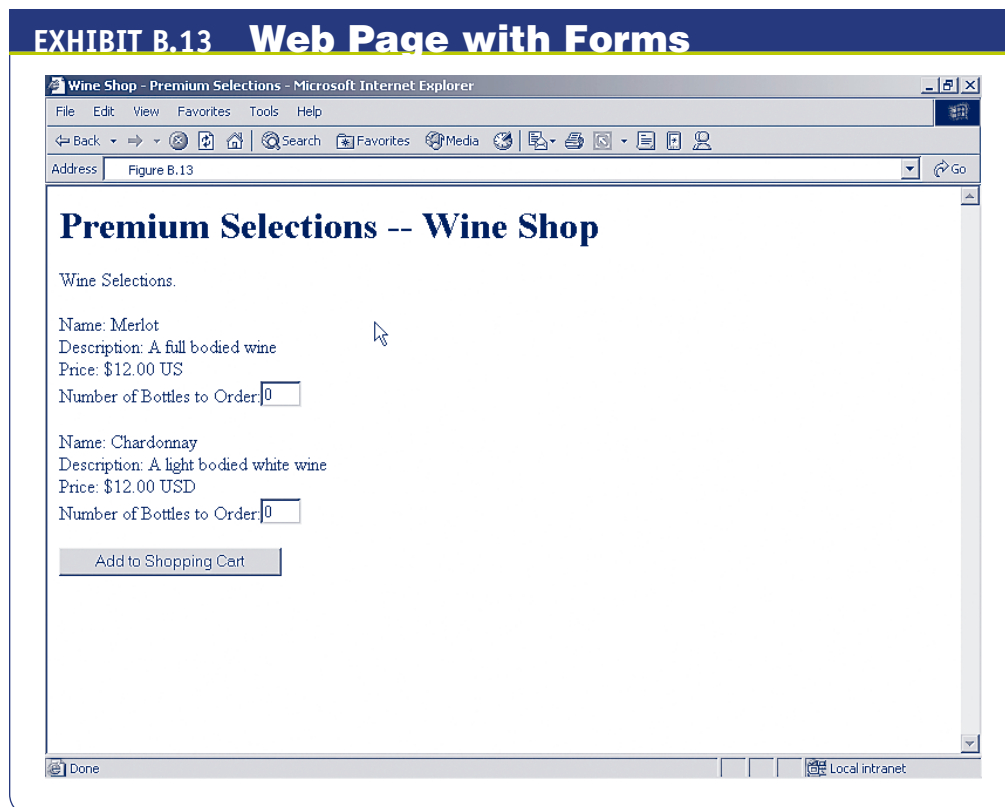 EXHIBIT B.13 Web Page with Forms
Wine Shop - Premium Selections - Microsoft Internet Explorer
File Edit View Favorites Tools Help
Back Search Favorites Media
Address Figure B.13 Go
Premium Selections -- Wine Shop
Wine Selections.
Name: Merlot
Description: A full bodied wine
Price: $12.00 US
Number of Bottles to Order: 0
Name: Chardonnay
Description: A light bodied white wine
Price: $12.00 USD
Number of Bottles to Order: 0
Add to Shopping Cart
Done Local intranet